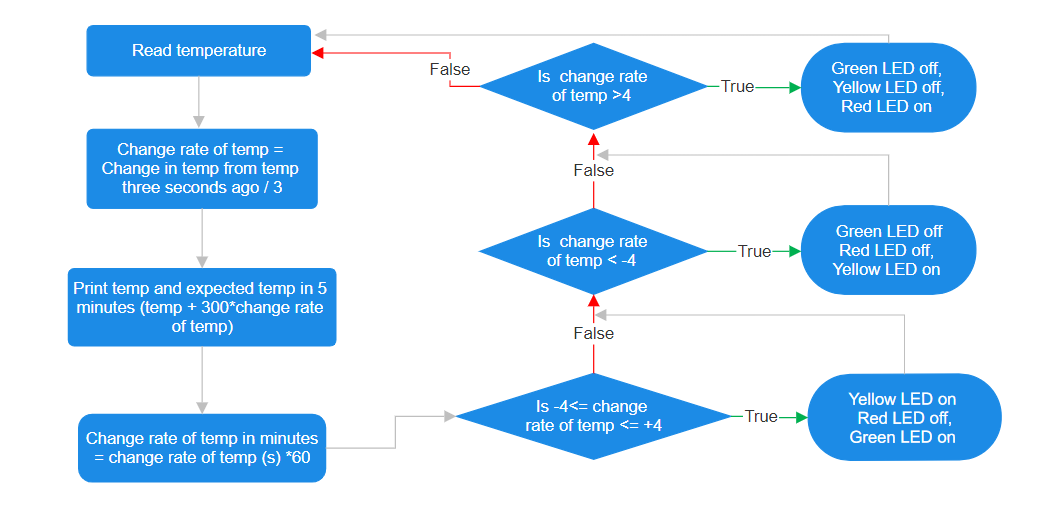 Read temperature
Change rate of temp =
Change in temp from temp
three seconds ago / 3
Print temp and expected temp in 5
minutes (temp + 300*change rate
of temp)
Change rate of temp in minutes
= change rate of temp (s) *60
Is -4<= change
rate of temp <= +4
True
Yellow LED on
Red LED off,
Green LED on
False
Is change rate
of temp < -4
True
Green LED off
Red LED off,
Yellow LED on
False
Is change rate
of temp >4
True
Green LED off,
Yellow LED off,
Red LED on
False